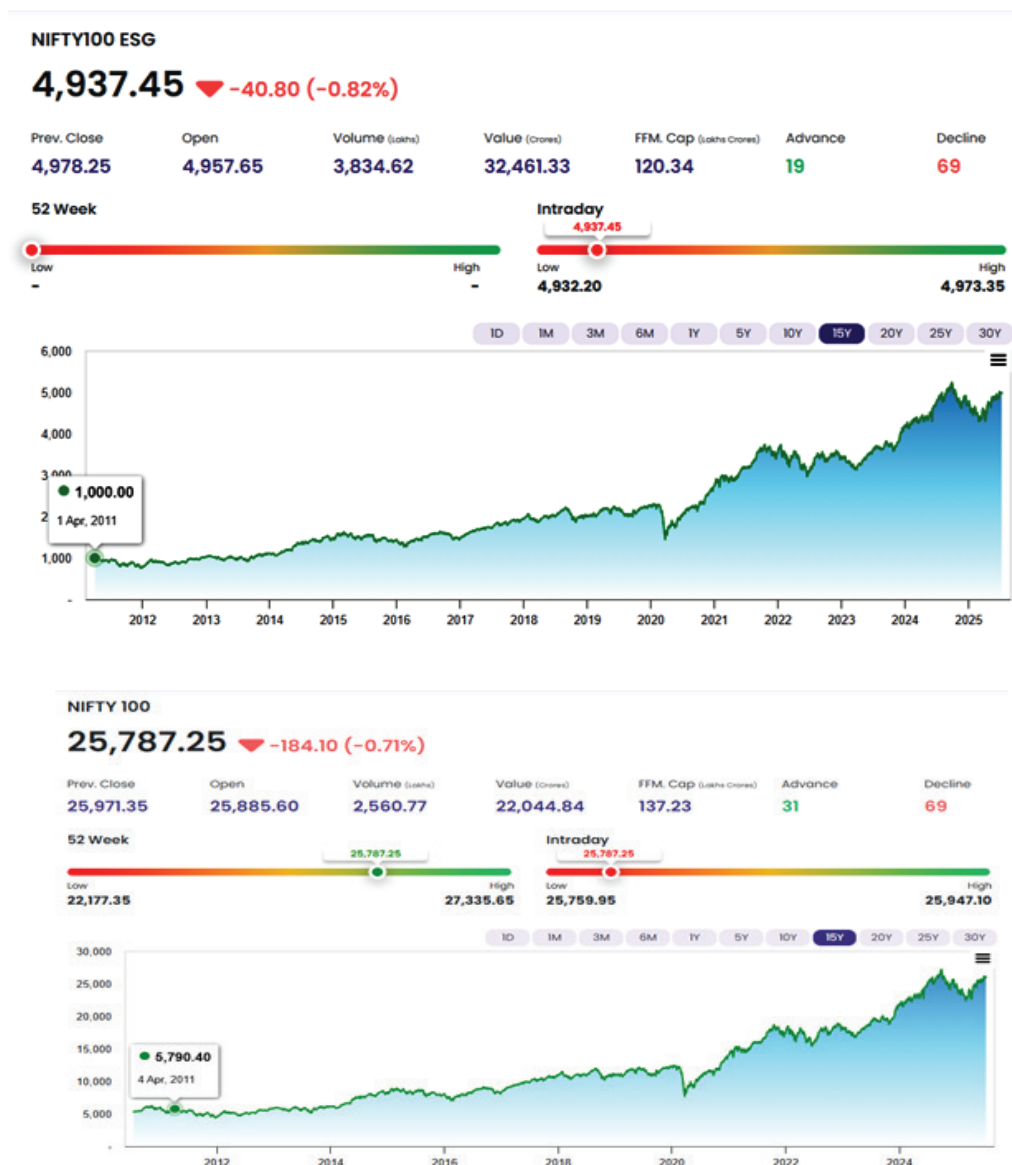 NIFTY100 ESG
4,937.45 -40.80 (-0.82%)
Prev. Close Open Volume (Lakhs) Value (Crores) FFM. Cap (Lakhs Crores) Advance Decline
4,978.25 4,957.65 3,834.62 32,461.33 120.34 19 69
52 Week Intraday
4,937.45
Low High Low High
- - 4,932.20 4,973.35
1D 1M 3M 6M 1Y 5Y 10Y 15Y 20Y 25Y 30Y
6,000
5,000
4,000
3,000
1,000.00
2
1 Apr, 2011
1,000
-
2012 2013 2014 2015 2016 2017 2018 2019 2020 2021 2022 2023 2024 2025
NIFTY 100
25,787.25 -184.10 (-0.71%)
Prev. Close Open Volume (Lakhs) Value (Crores) FFM. Cap (Lakhs Crores) Advance Decline
25,971.35 25,885.60 2,560.77 22,044.84 137.23 31 69
52 Week Intraday
25,787.25 25,787.25
Low High Low High
22,177.35 27,335.65 25,759.95 25,947.10
1D 1M 3M 6M 1Y 5Y 10Y 15Y 20Y 25Y 30Y
30,000
25,000
20,000
15,000
5,790.40
10,000
4 Apr, 2011
5,000
-
2012 2014 2016 2018 2020 2022 2024